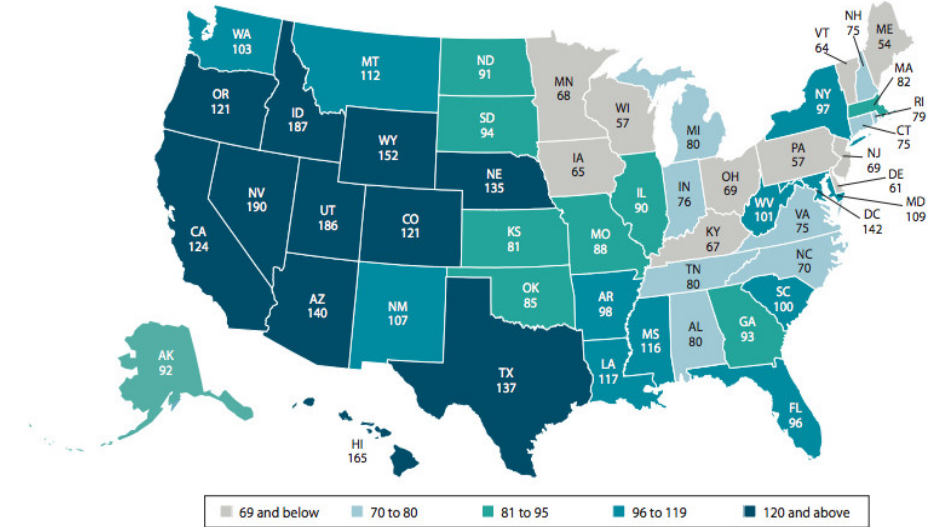 WA
103
OR
121
ID
187
MT
112
WY
152
NV
190
UT
186
CA
124
CO
121
AZ
140
NM
107
ND
91
SD
94
NE
135
KS
81
OK
85
TX
137
MN
68
IA
65
MO
88
AR
98
LA
117
WI
57
IL
90
MI
80
IN
76
OH
69
KY
67
TN
80
MS
116
AL
80
GA
93
FL
96
SC
100
NC
70
VA
75
WV
101
PA
57
NY
97
VT
64
NH
75
ME
54
MA
82
RI
79
CT
75
NJ
69
DE
61
MD
109
DC
142
AK
92
HI
165
69 and below
70 to 80
81 to 95
96 to 119
120 and above